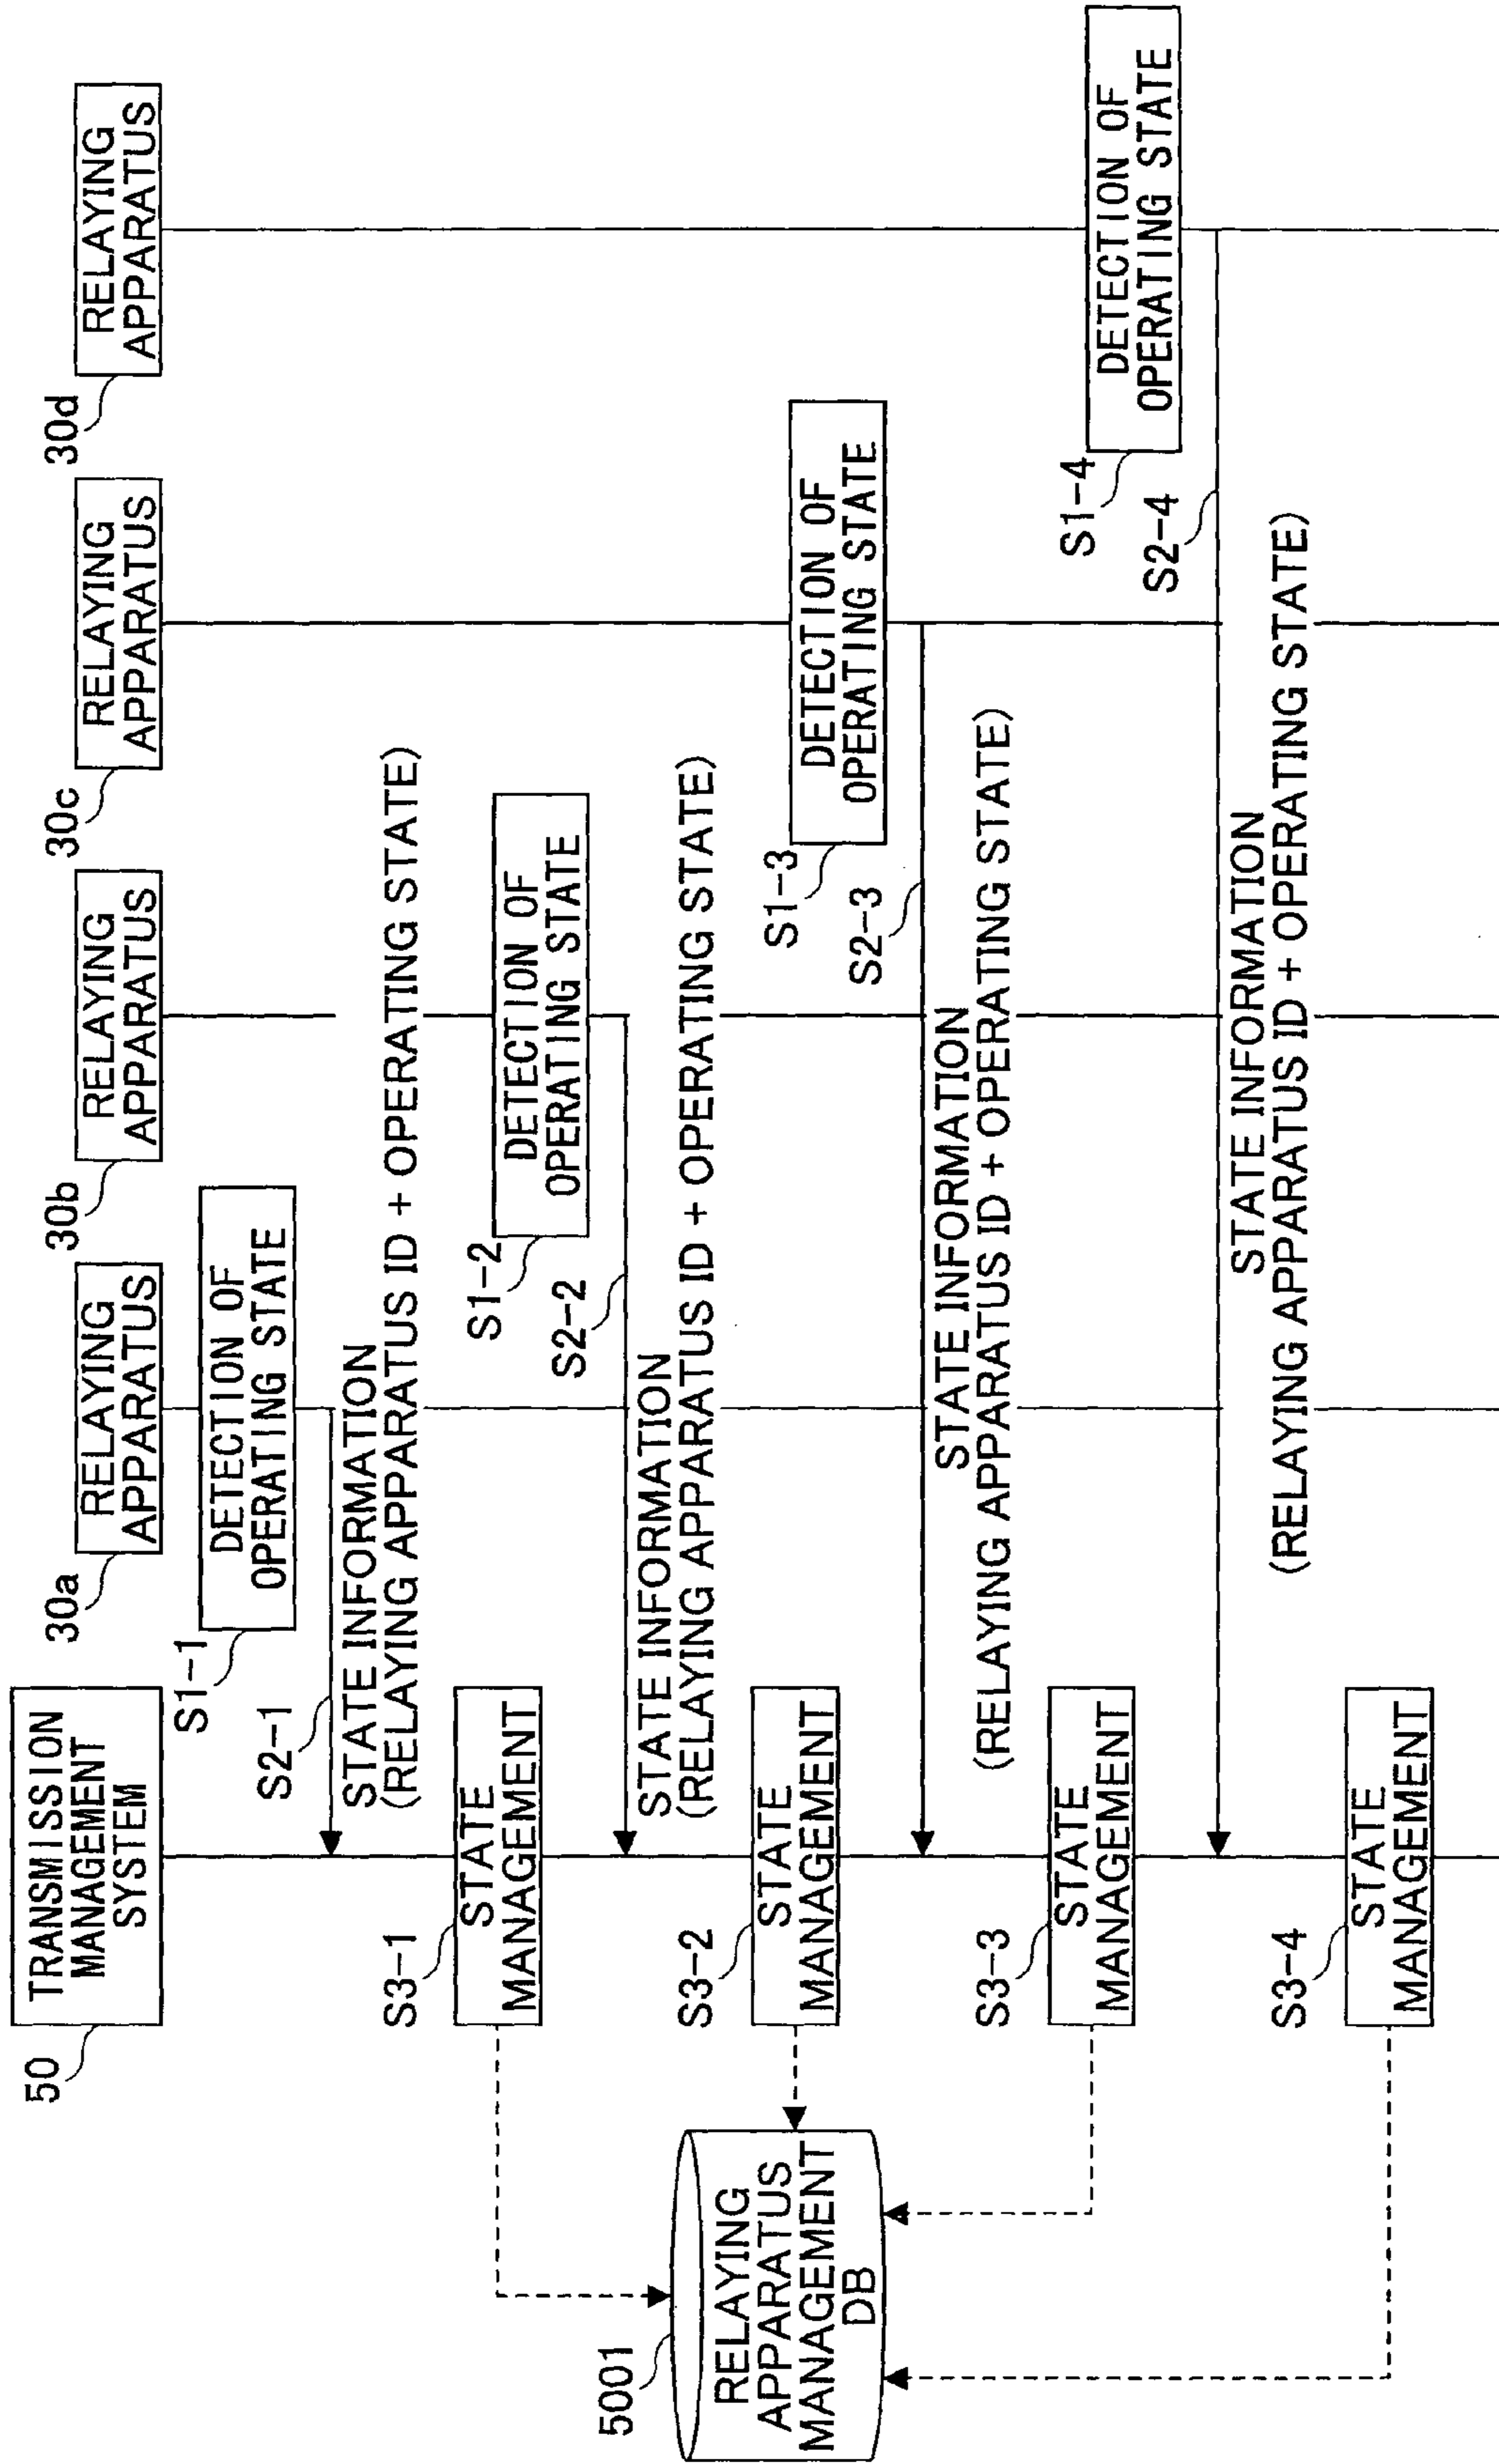 50
TRANSMISSION
MANAGEMENT
SYSTEM
30a
RELAYING
APPARATUS
30b
RELAYING
APPARATUS
30c
RELAYING
APPARATUS
30d
RELAYING
APPARATUS
S1-1
DETECTION OF
OPERATING STATE
S2-1
STATE INFORMATION
(RELAYING APPARATUS ID + OPERATING STATE)
S3-1
STATE
MANAGEMENT
S1-2
DETECTION OF
OPERATING STATE
S2-2
STATE INFORMATION
(RELAYING APPARATUS ID + OPERATING STATE)
5001
RELAYING
APPARATUS
MANAGEMENT
DB
S3-2
STATE
MANAGEMENT
S1-3
DETECTION OF
OPERATING STATE
S2-3
STATE INFORMATION
(RELAYING APPARATUS ID + OPERATING STATE)
S3-3
STATE
MANAGEMENT
S1-4
DETECTION OF
OPERATING STATE
S2-4
STATE INFORMATION
(RELAYING APPARATUS ID + OPERATING STATE)
S3-4
STATE
MANAGEMENT